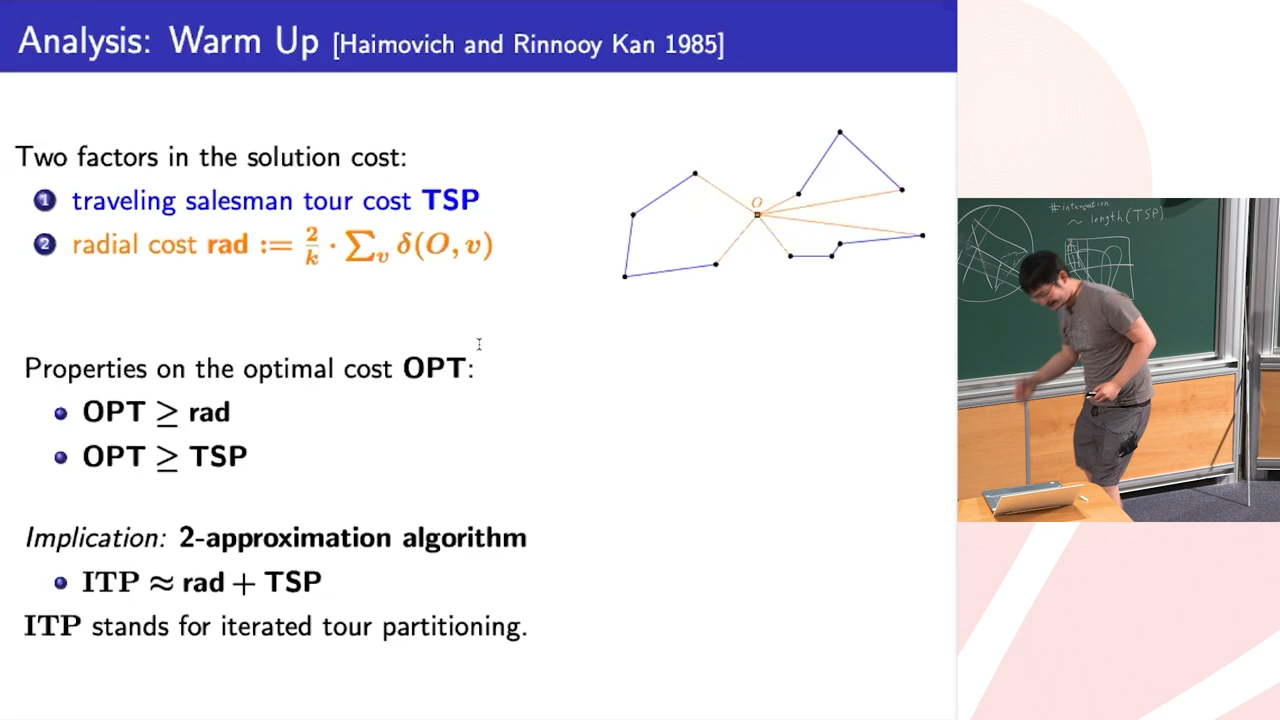 Analysis: Warm Up [Haimovich and Rinnooy Kan 1985]
Two factors in the solution cost:
1 traveling salesman tour cost TSP
2 radial cost rad := 2/k · ∑_v δ(O, v)
O
Properties on the optimal cost OPT:
• OPT ≥ rad
• OPT ≥ TSP
Implication: 2-approximation algorithm
• ITP ≈ rad + TSP
ITP stands for iterated tour partitioning.
~ length(TSP)